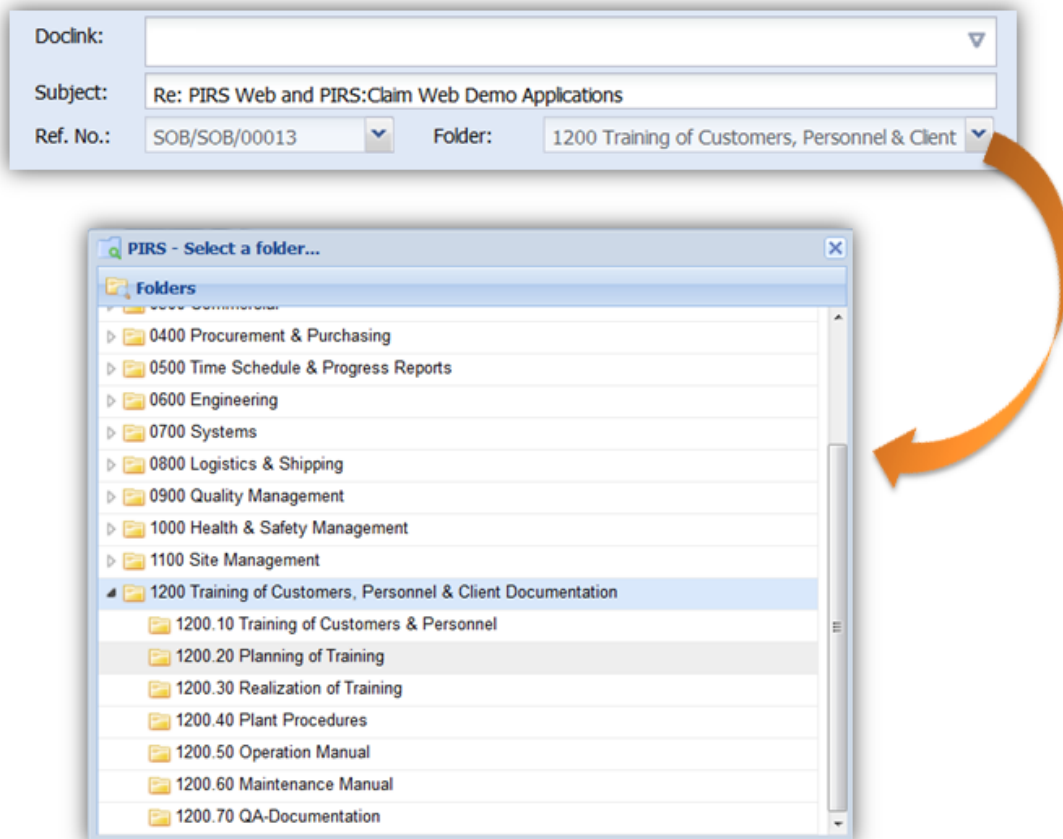 Doclink:
Subject: Re: PIRS Web and PIRS:Claim Web Demo Applications
Ref. No.: SOB/SOB/00013 Folder: 1200 Training of Customers, Personnel & Client
PIRS - Select a folder...
Folders
0400 Procurement & Purchasing
0500 Time Schedule & Progress Reports
0600 Engineering
0700 Systems
0800 Logistics & Shipping
0900 Quality Management
1000 Health & Safety Management
1100 Site Management
1200 Training of Customers, Personnel & Client Documentation
1200.10 Training of Customers & Personnel
1200.20 Planning of Training
1200.30 Realization of Training
1200.40 Plant Procedures
1200.50 Operation Manual
1200.60 Maintenance Manual
1200.70 QA-Documentation